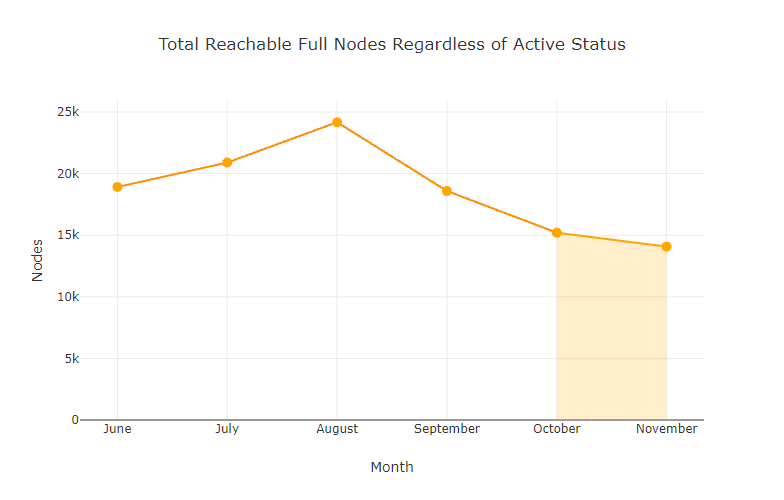 Total Reachable Full Nodes Regardless of Active Status
25k
20k
15k
10k
5k
0
Nodes
June July August September October November
Month